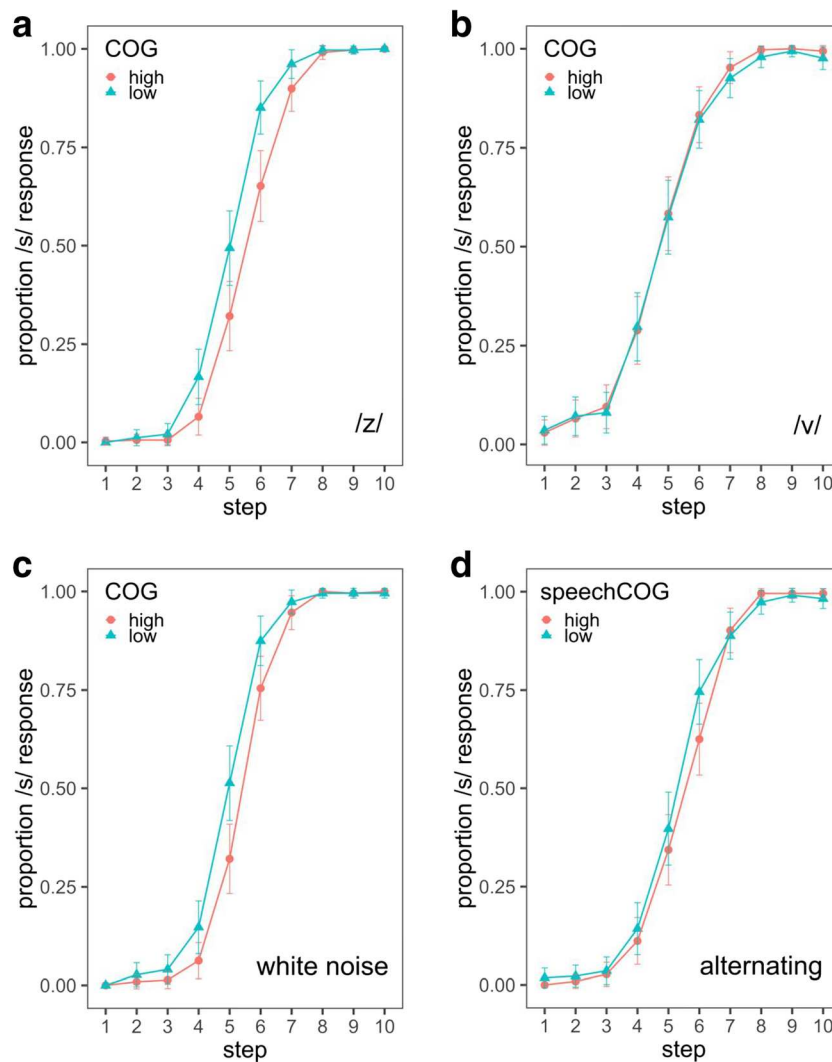 a
COG
high
low
1.00
0.75
0.50
0.25
0.00
proportion /s/ response
/z/
1 2 3 4 5 6 7 8 9 10
step
b
COG
high
low
1.00
0.75
0.50
0.25
0.00
proportion /s/ response
/v/
1 2 3 4 5 6 7 8 9 10
step
c
COG
high
low
1.00
0.75
0.50
0.25
0.00
proportion /s/ response
white noise
1 2 3 4 5 6 7 8 9 10
step
d
speechCOG
high
low
1.00
0.75
0.50
0.25
0.00
proportion /s/ response
alternating
1 2 3 4 5 6 7 8 9 10
step